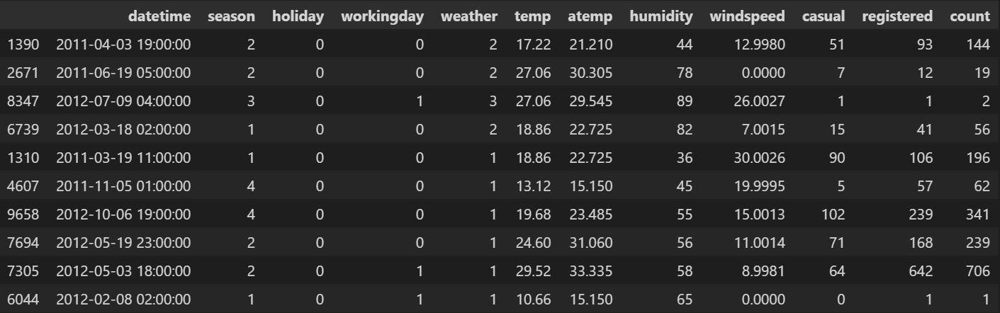 datetime season holiday workingday weather temp atemp humidity windspeed casual registered count
1390 2011-04-03 19:00:00 2 0 0 2 17.22 21.210 44 12.9980 51 93 144
2671 2011-06-19 05:00:00 2 0 0 2 27.06 30.305 78 0.0000 7 12 19
8347 2012-07-09 04:00:00 3 0 1 3 27.06 29.545 89 26.0027 1 1 2
6739 2012-03-18 02:00:00 1 0 0 2 18.86 22.725 82 7.0015 15 41 56
1310 2011-03-19 11:00:00 1 0 0 1 18.86 22.725 36 30.0026 90 106 196
4607 2011-11-05 01:00:00 4 0 0 1 13.12 15.150 45 19.9995 5 57 62
9658 2012-10-06 19:00:00 4 0 0 1 19.68 23.485 55 15.0013 102 239 341
7694 2012-05-19 23:00:00 2 0 0 1 24.60 31.060 56 11.0014 71 168 239
7305 2012-05-03 18:00:00 2 0 1 1 29.52 33.335 58 8.9981 64 642 706
6044 2012-02-08 02:00:00 1 0 1 1 10.66 15.150 65 0.0000 0 1 1